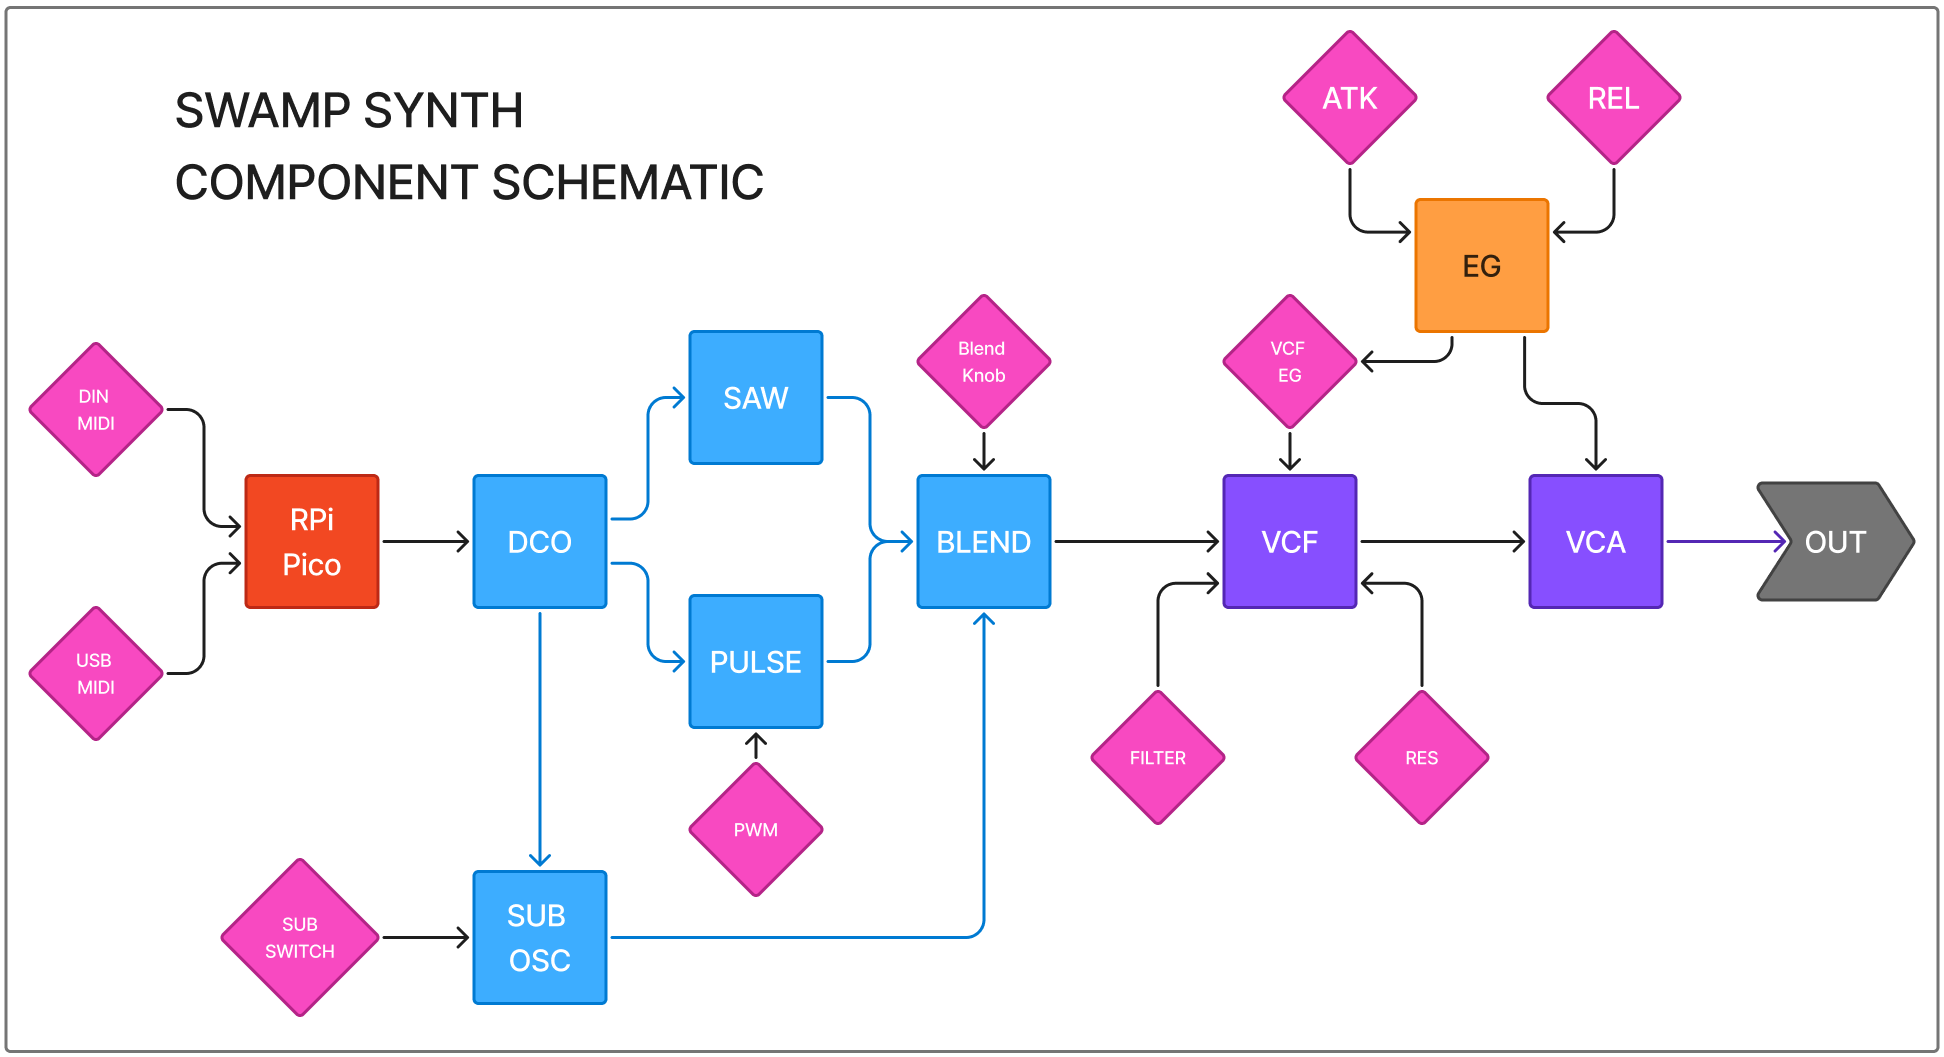 SWAMP SYNTH
COMPONENT SCHEMATIC
ATK
REL
EG
DIN
MIDI
USB
MIDI
RPi
Pico
DCO
SAW
PULSE
PWM
SUB
SWITCH
SUB
OSC
Blend
Knob
BLEND
VCF
EG
VCF
FILTER
RES
VCA
OUT